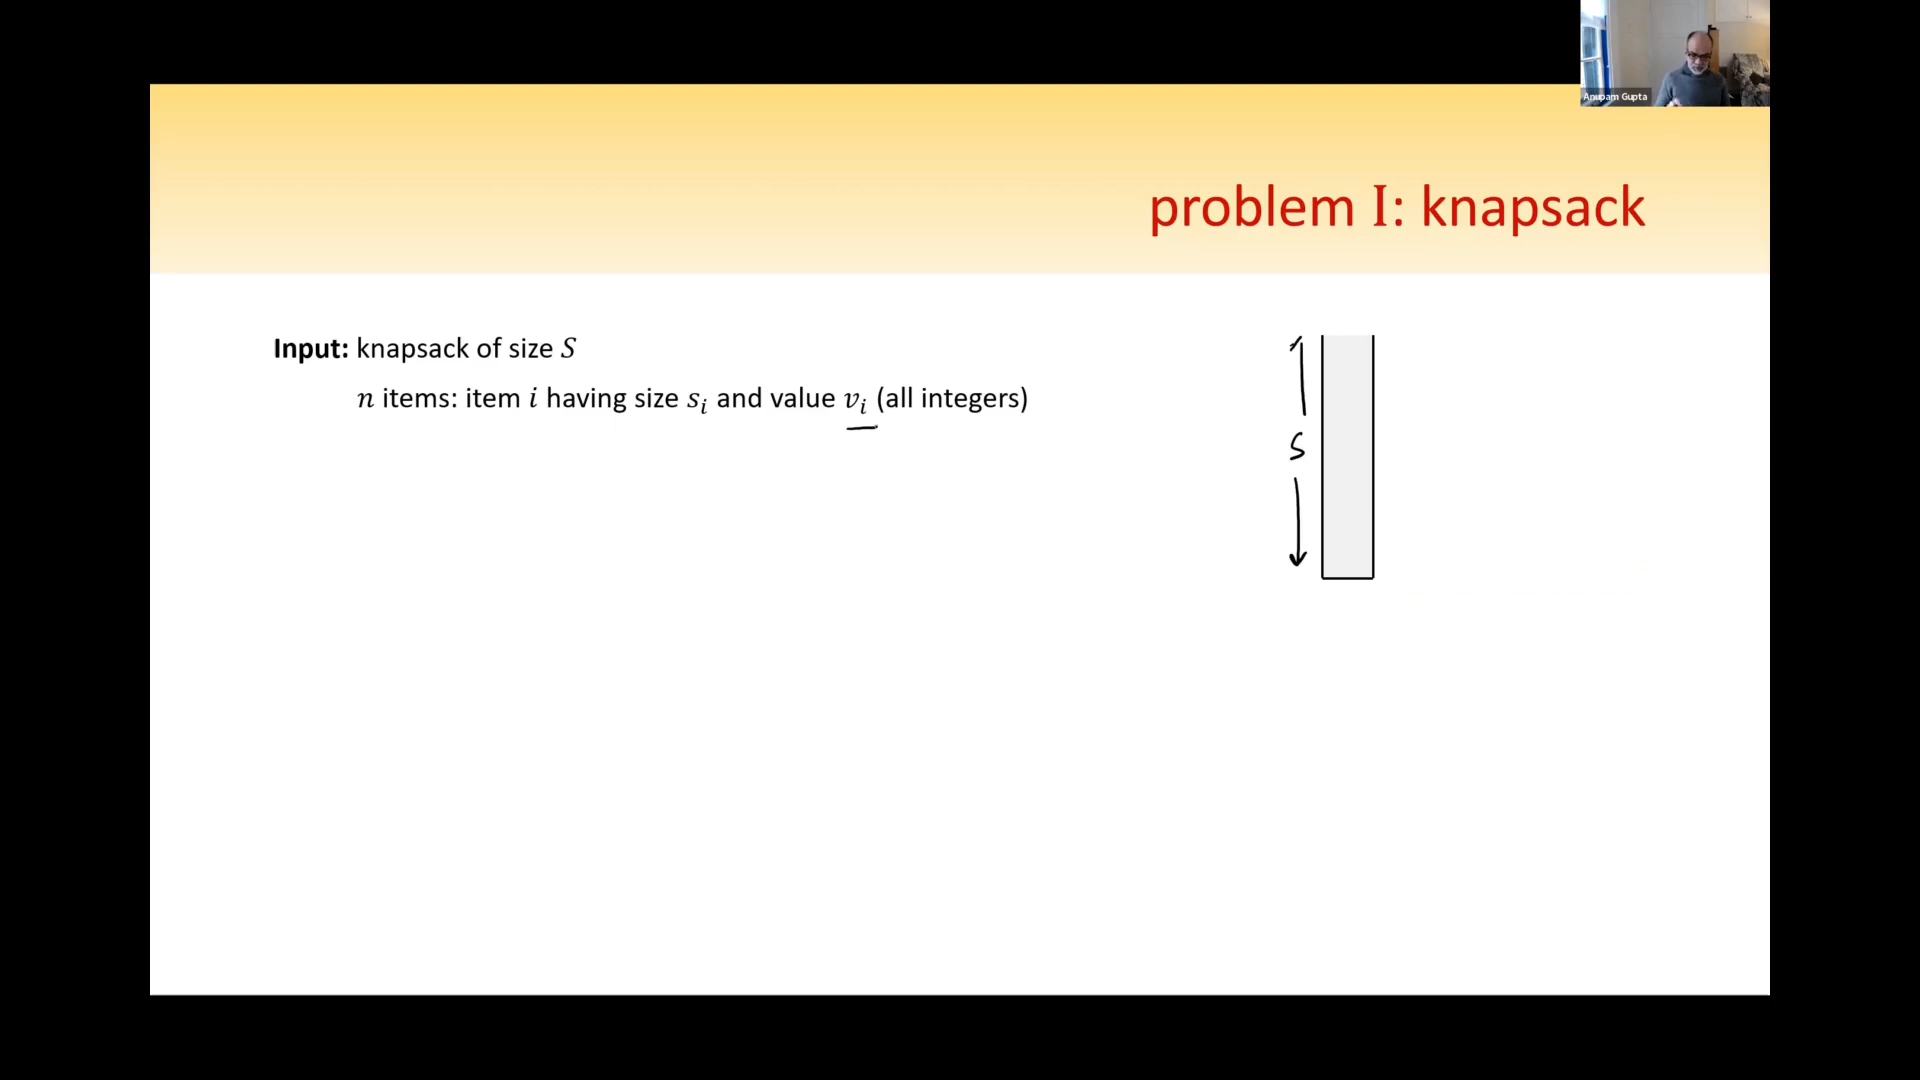 Anupam Gupta
problem I: knapsack
Input: knapsack of size S
n items: item i having size sᵢ and value vᵢ (all integers)
S